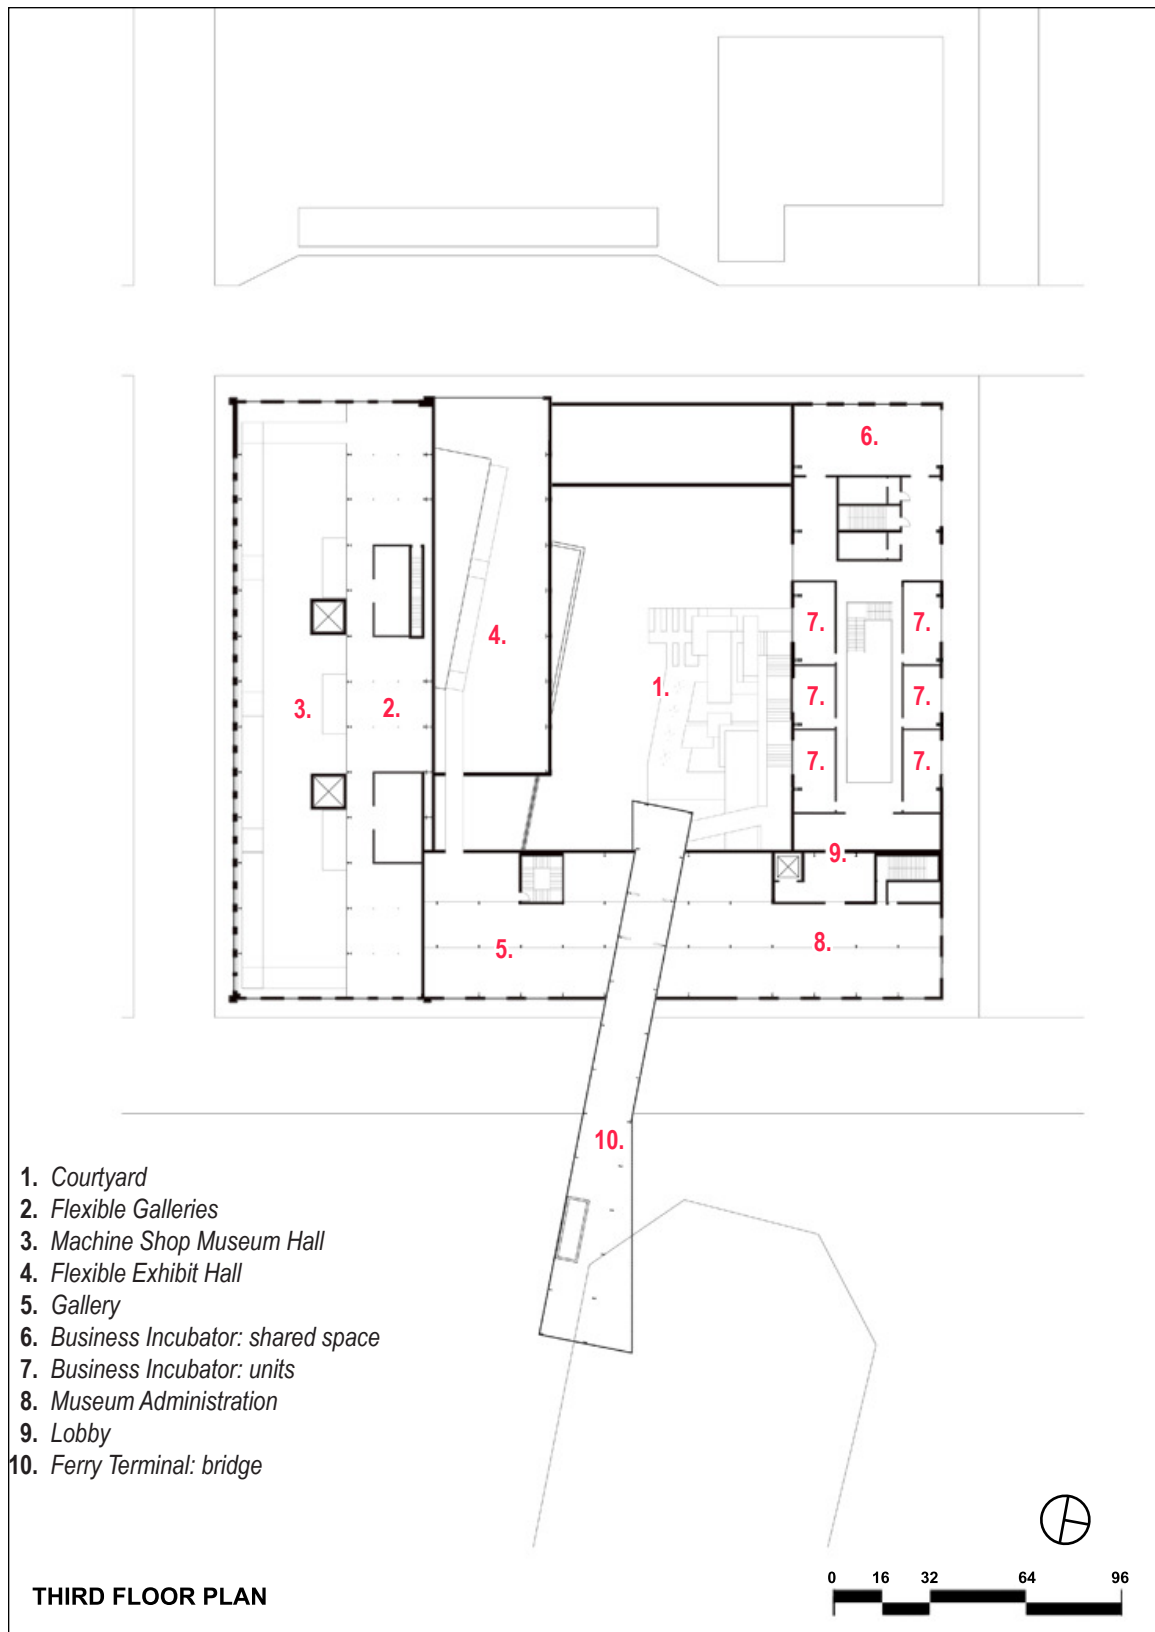 6.
7. 7.
4.
1.
7. 7.
3. 2.
7. 7.
9.
5. 8.
10.
1. Courtyard
2. Flexible Galleries
3. Machine Shop Museum Hall
4. Flexible Exhibit Hall
5. Gallery
6. Business Incubator: shared space
7. Business Incubator: units
8. Museum Administration
9. Lobby
10. Ferry Terminal: bridge
0 16 32 64 96
THIRD FLOOR PLAN